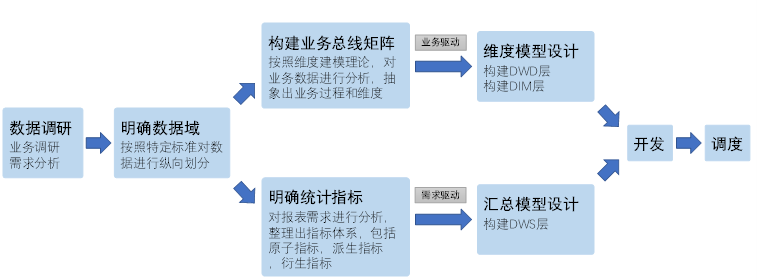 数据调研
业务调研
需求分析
明确数据域
按照特定标准对数
据进行纵向划分
构建业务总线矩阵
按照维度建模理论，对
业务数据进行分析，抽
象出业务过程和维度
业务驱动
维度模型设计
构建DWD层
构建DIM层
明确统计指标
对报表需求进行分析，
整理出指标体系，包括
原子指标，派生指标
，衍生指标
需求驱动
汇总模型设计
构建DWS层
开发
调度